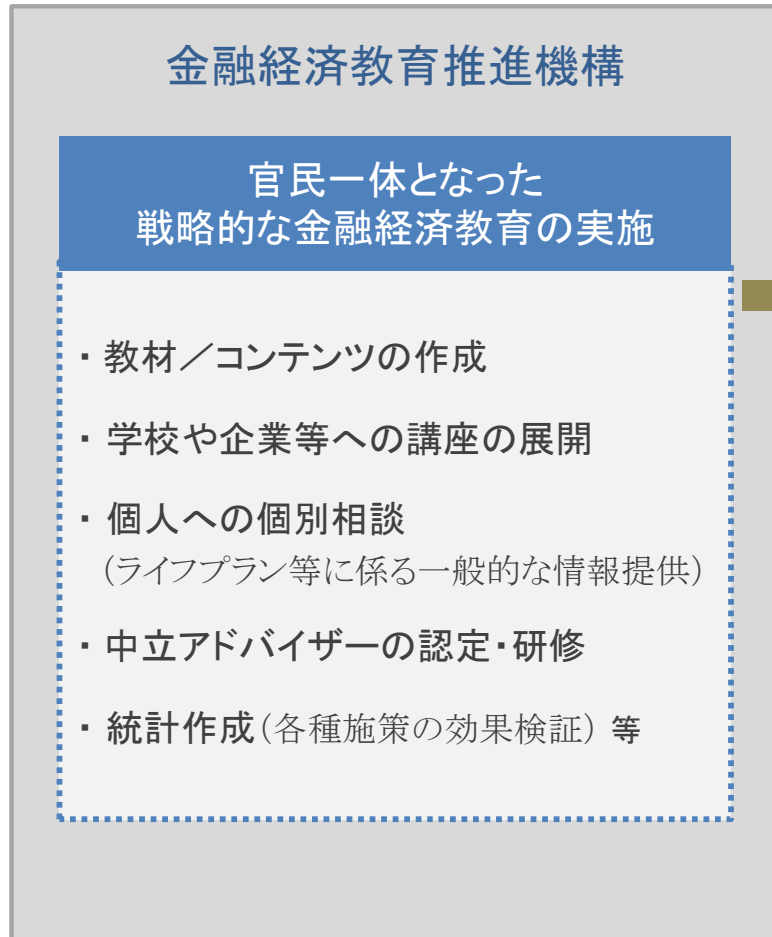 金融経済教育推進機構
官民一体となった
戦略的な金融経済教育の実施
・ 教材／コンテンツの作成
・ 学校や企業等への講座の展開
・ 個人への個別相談
（ライフプラン等に係る一般的な情報提供）
・ 中立アドバイザーの認定・研修
・ 統計作成（各種施策の効果検証） 等